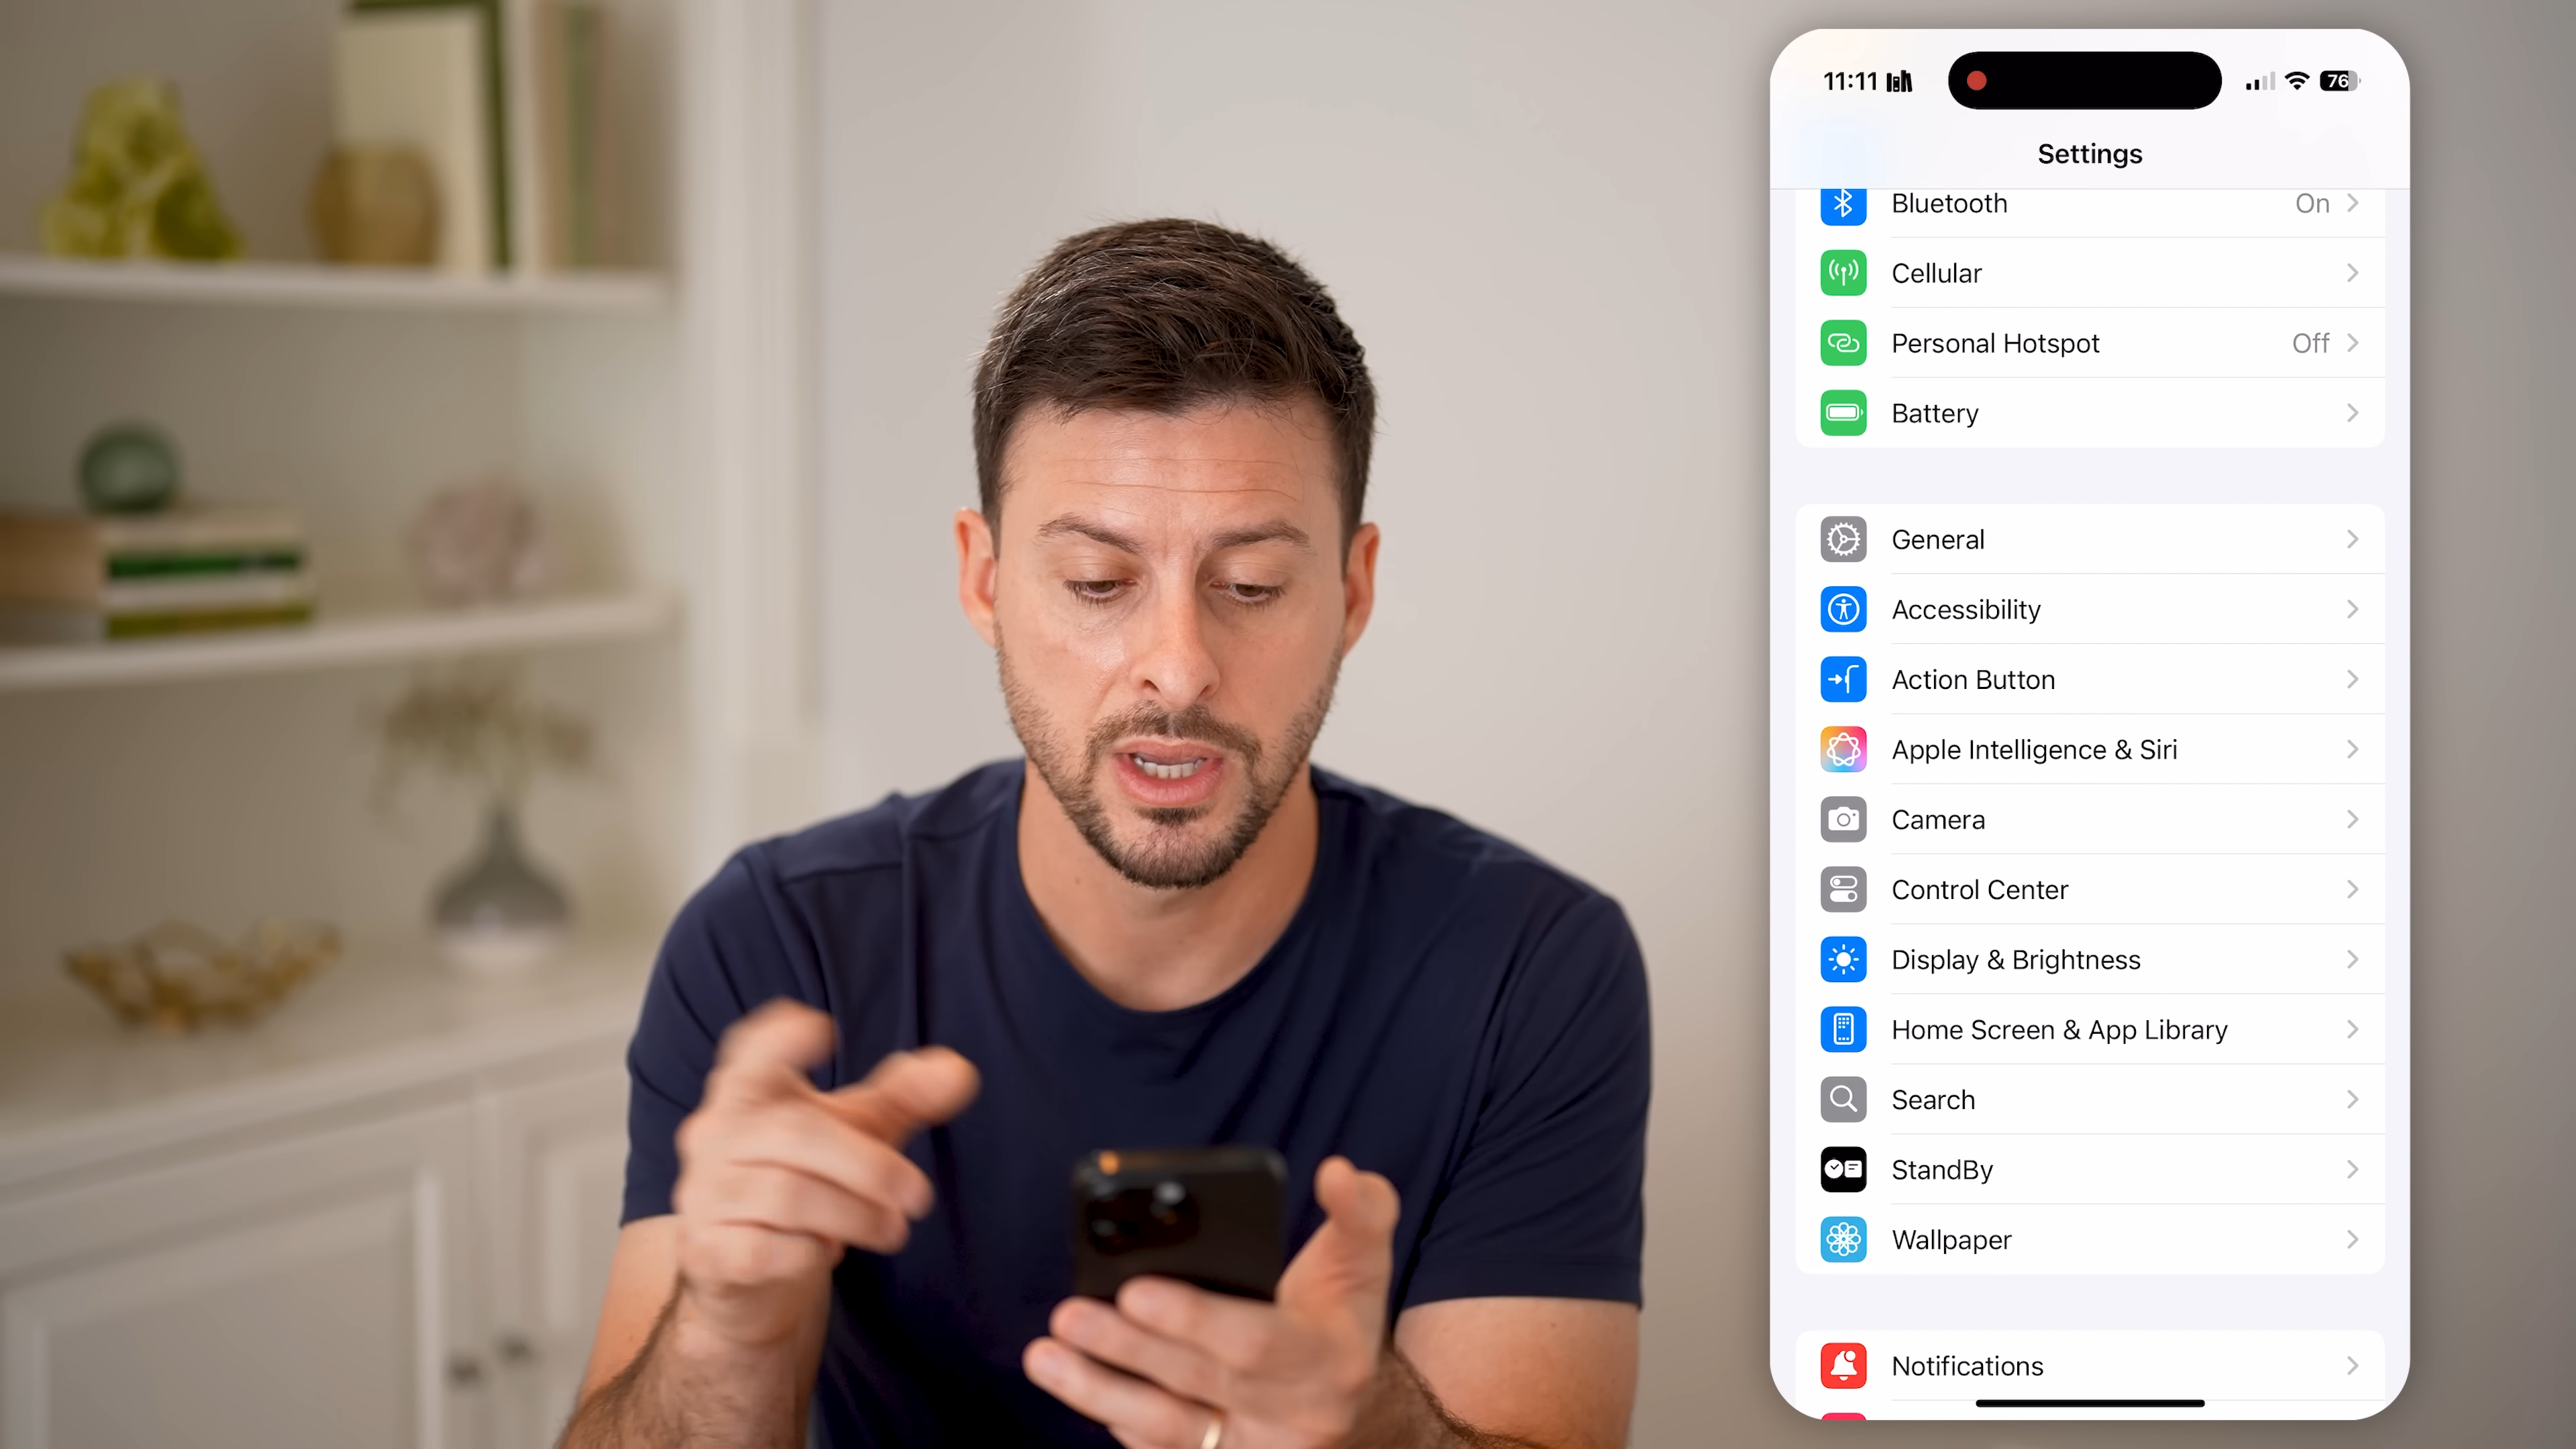 11:11 76
Settings
Bluetooth On
Cellular
Personal Hotspot Off
Battery
General
Accessibility
Action Button
Apple Intelligence & Siri
Camera
Control Center
Display & Brightness
Home Screen & App Library
Search
StandBy
Wallpaper
Notifications